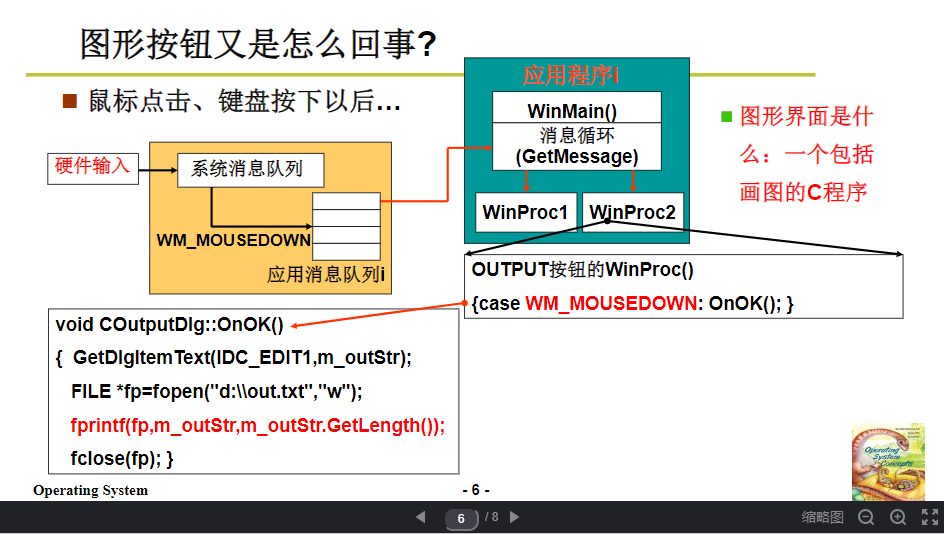 图形按钮又是怎么回事?
鼠标点击、键盘按下以后...
硬件输入
系统消息队列
WM_MOUSEDOWN
应用消息队列i
应用程序i
WinMain()
消息循环
(GetMessage)
WinProc1
WinProc2
图形界面是什
么：一个包括
画图的C程序
OUTPUT按钮的WinProc()
{case WM_MOUSEDOWN: OnOK(); }
void COutputDlg::OnOK()
{ GetDlgItemText(IDC_EDIT1,m_outStr);
FILE *fp=fopen("d:\\out.txt","w");
fprintf(fp,m_outStr,m_outStr.GetLength());
fclose(fp); }
Operating
System
Concepts
Operating System
- 6 -
6 / 8
缩略图